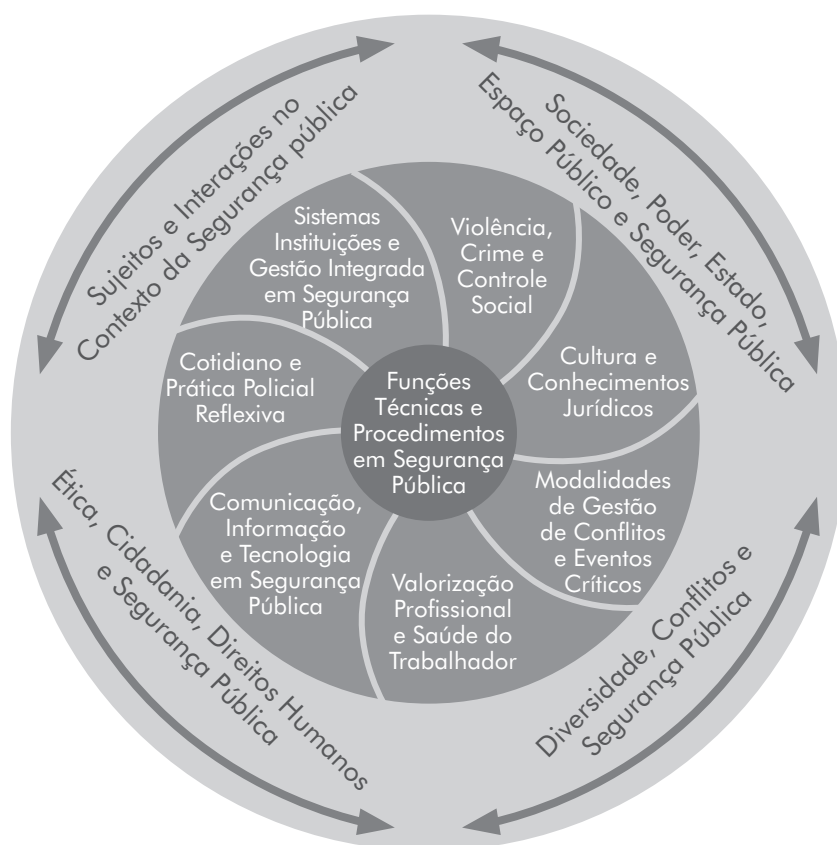 Sujeitos e Interações no
Contexto da Segurança pública
Sociedade, Poder, Estado,
Espaço Público e Segurança Pública
Sistemas
Instituições e
Gestão Integrada
em Segurança
Pública
Violência,
Crime e
Controle
Social
Cultura e
Conhecimentos
Jurídicos
Cotidiano e
Prática Policial
Reflexiva
Funções
Técnicas e
Procedimentos
em Segurança
Pública
Modalidades
de Gestão
de Conflitos
e Eventos
Críticos
Comunicação,
Informação
e Tecnologia
em Segurança
Pública
Valorização
Profissional
e Saúde do
Trabalhador
Ética, Cidadania, Direitos Humanos
e Segurança Pública
Diversidade, Conflitos e
Segurança Pública